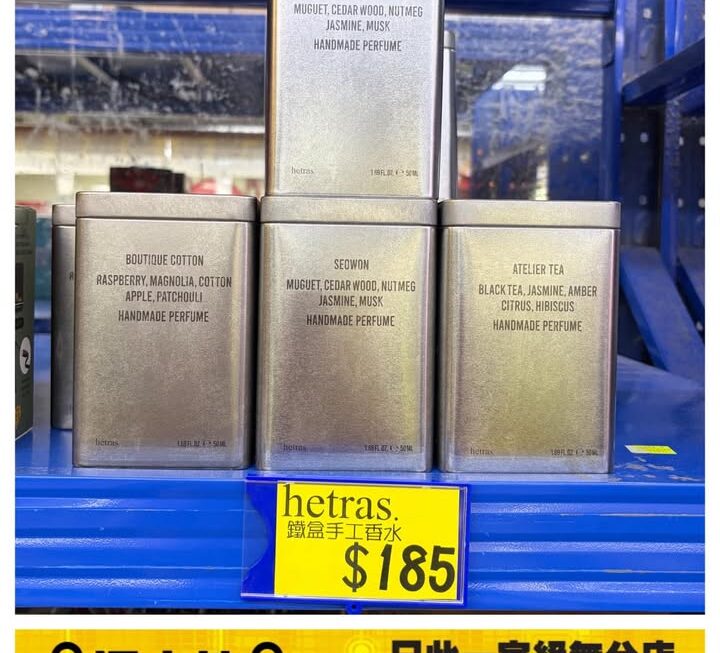 MUGUET, CEDAR WOOD, NUTMEG
JASMINE, MUSK
HANDMADE PERFUME
hetras
1.69 FL.OZ. ℮ 50ML
BOUTIQUE COTTON
RASPBERRY, MAGNOLIA, COTTON
APPLE, PATCHOULI
HANDMADE PERFUME
hetras
1.69 FL.OZ. ℮ 50ML
SEOWON
MUGUET, CEDAR WOOD, NUTMEG
JASMINE, MUSK
HANDMADE PERFUME
hetras
1.69 FL.OZ. ℮ 50ML
ATELIER TEA
BLACK TEA, JASMINE, AMBER
CITRUS, HIBISCUS
HANDMADE PERFUME
hetras
1.69 FL.OZ. ℮ 50ML
hetras.
鐵盒手工香水
$185